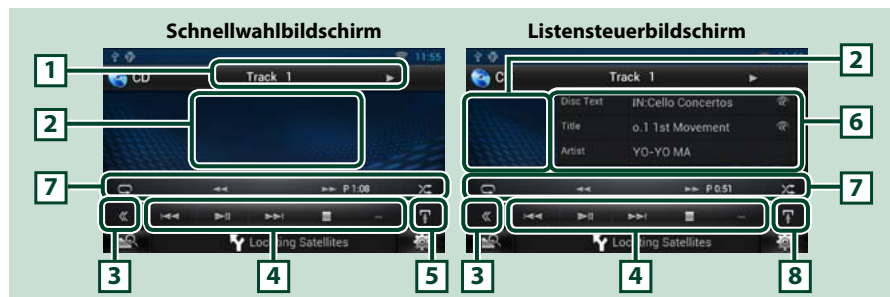 Schnellwahlbildschirm
Listensteuerbildschirm
11:55
CD
Track 1
C
Track 1
Disc Text IN:Cello Concertos
Title o.1 1st Movement
Artist YO-YO MA
P 1:08
P 0:51
Locating Satellites
Locating Satellites
1
2
7
3
4
5
2
6
7
3
4
8